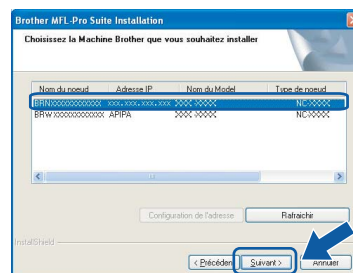 Brother MFL-Pro Suite Installation
Choisissez la Machine Brother que vous souhaitez installer
Nom du noeud Adresse IP Nom du Model Type de noeud
BRNXXXXXXXXXXXX xxx.xxx.xxx.xxx XXX-XXXX NC-XXXX
BRWXXXXXXXXXXXX APIPA XXX-XXXX NC-XXXX
Configuration de l'adresse Rafraichir
InstallShield
< Précéden Suivant > Annuler